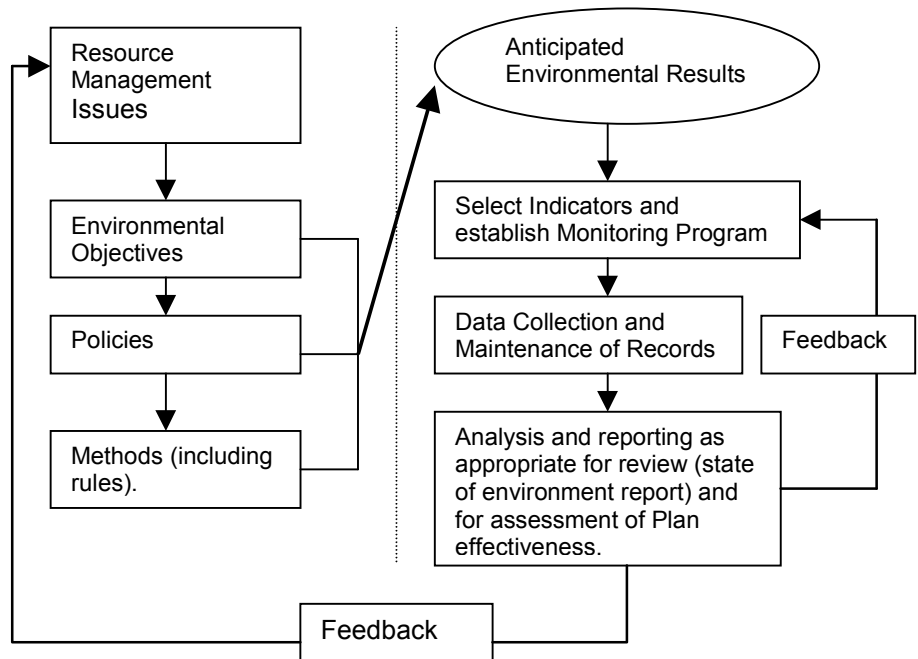 Resource
Management
Issues
Environmental
Objectives
Policies
Methods (including
rules).
Anticipated
Environmental Results
Select Indicators and
establish Monitoring Program
Data Collection and
Maintenance of Records
Feedback
Analysis and reporting as
appropriate for review (state
of environment report) and
for assessment of Plan
effectiveness.
Feedback